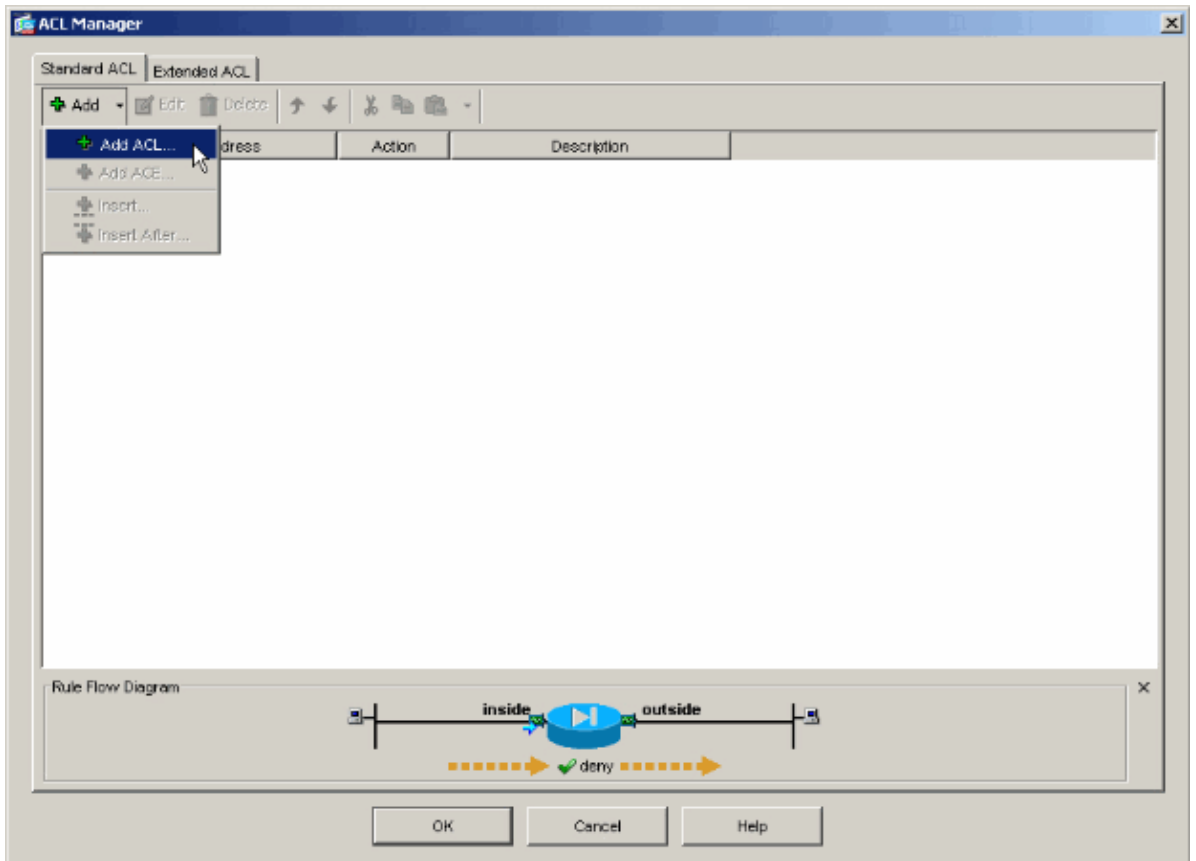 ACL Manager
Standard ACL Extended ACL
Add Edit Delete
Add ACL... dress Action Description
Add ACE...
Insert...
Insert After...
Rule Flow Diagram
inside outside
deny
OK Cancel Help